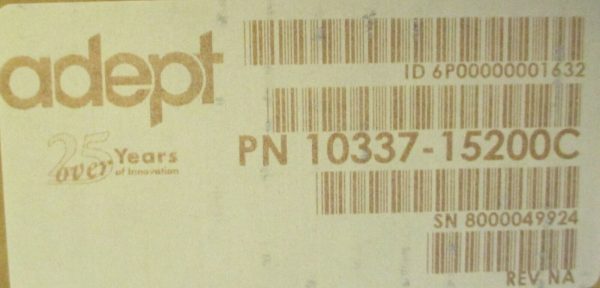 adept
ID 6P00000001632
25 over Years
of Innovation
PN 10337-15200C
SN 8000049924
REV NA